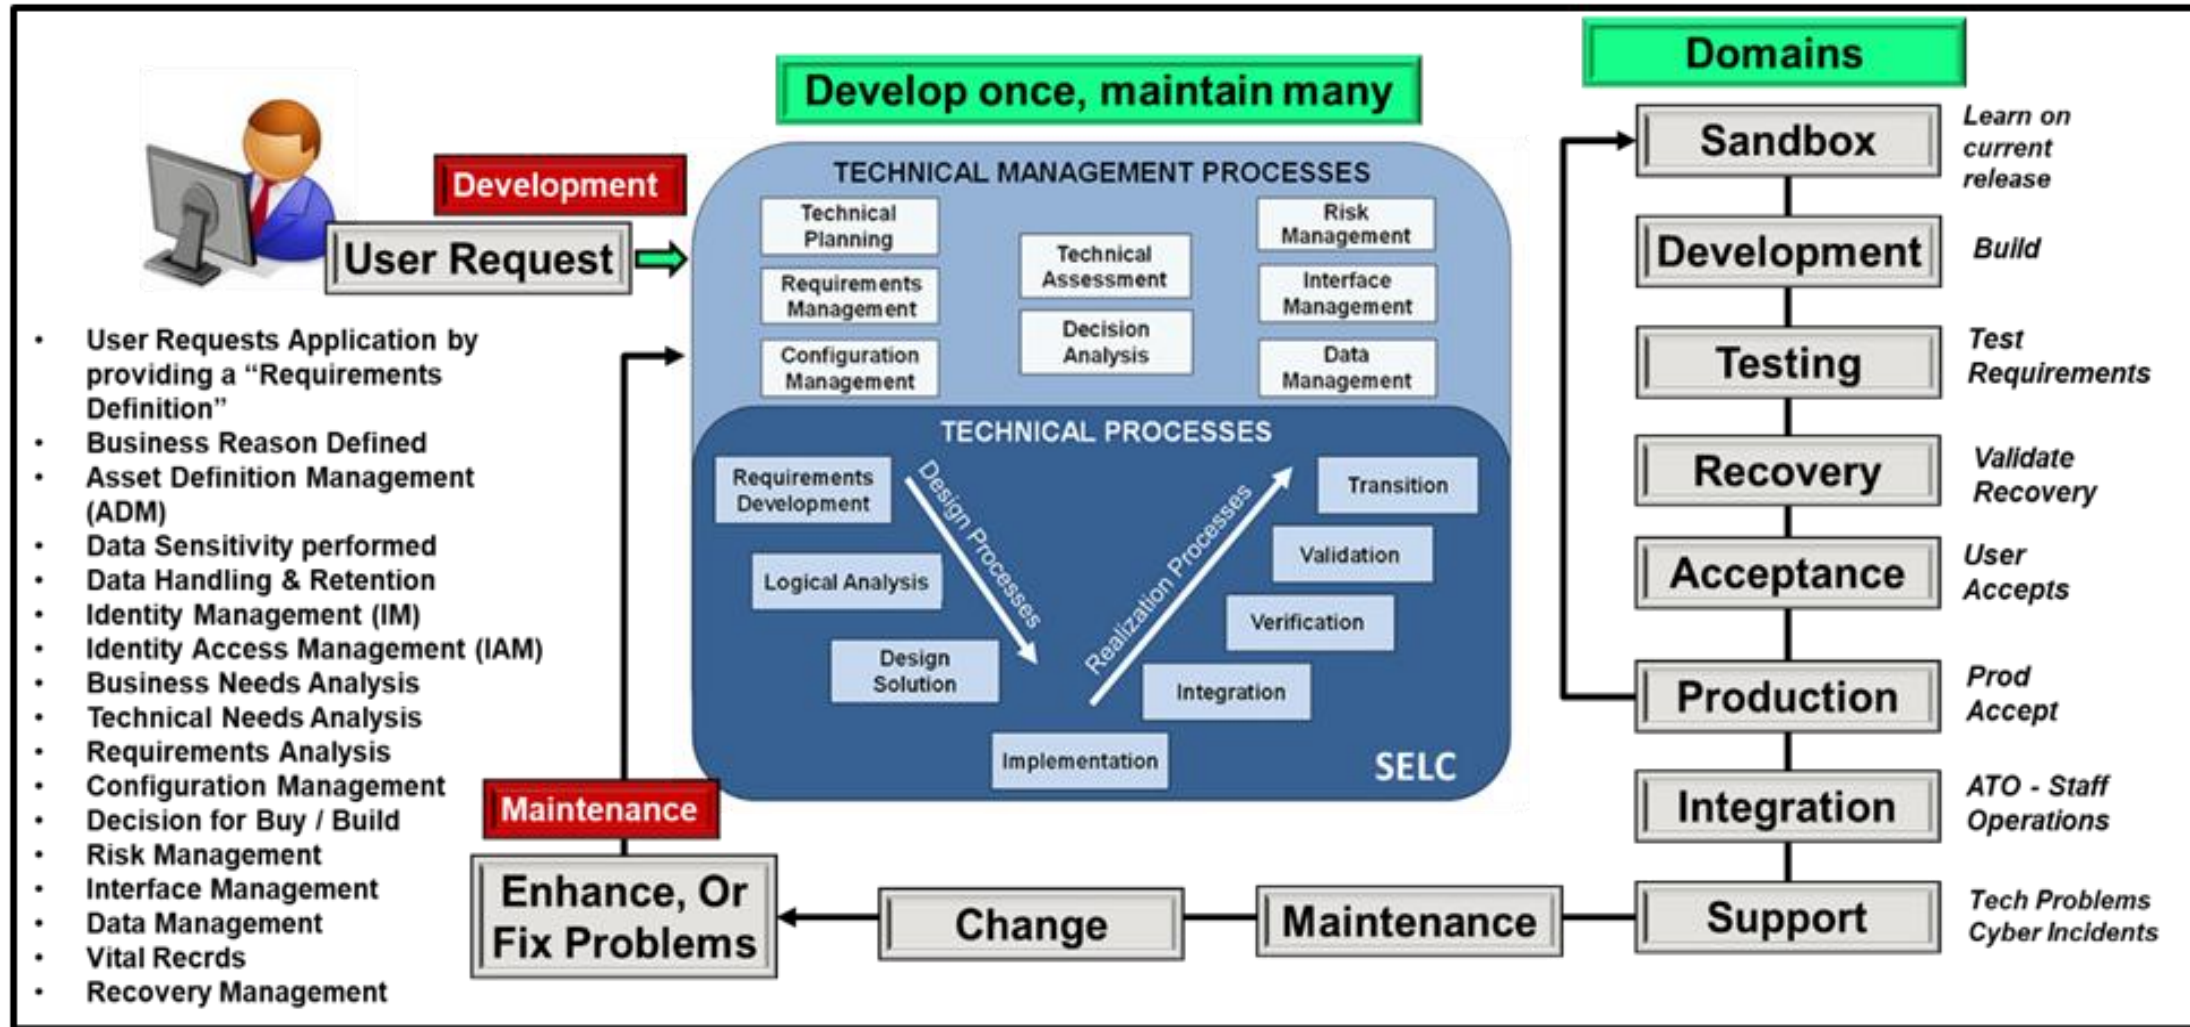 Develop once, maintain many
Domains
Development
User Request
• User Requests Application by
providing a “Requirements
Definition”
• Business Reason Defined
• Asset Definition Management
(ADM)
• Data Sensitivity performed
• Data Handling & Retention
• Identity Management (IM)
• Identity Access Management (IAM)
• Business Needs Analysis
• Technical Needs Analysis
• Requirements Analysis
• Configuration Management
• Decision for Buy / Build
• Risk Management
• Interface Management
• Data Management
• Vital Recrds
• Recovery Management
TECHNICAL MANAGEMENT PROCESSES
Technical
Planning
Requirements
Management
Configuration
Management
Technical
Assessment
Decision
Analysis
Risk
Management
Interface
Management
Data
Management
TECHNICAL PROCESSES
Requirements
Development
Logical Analysis
Design
Solution
Design Processes
Implementation
Realization Processes
Integration
Verification
Validation
Transition
SELC
Sandbox
Learn on
current
release
Development
Build
Testing
Test
Requirements
Recovery
Validate
Recovery
Acceptance
User
Accepts
Production
Prod
Accept
Integration
ATO - Staff
Operations
Support
Tech Problems
Cyber Incidents
Maintenance
Change
Enhance, Or
Fix Problems
Maintenance